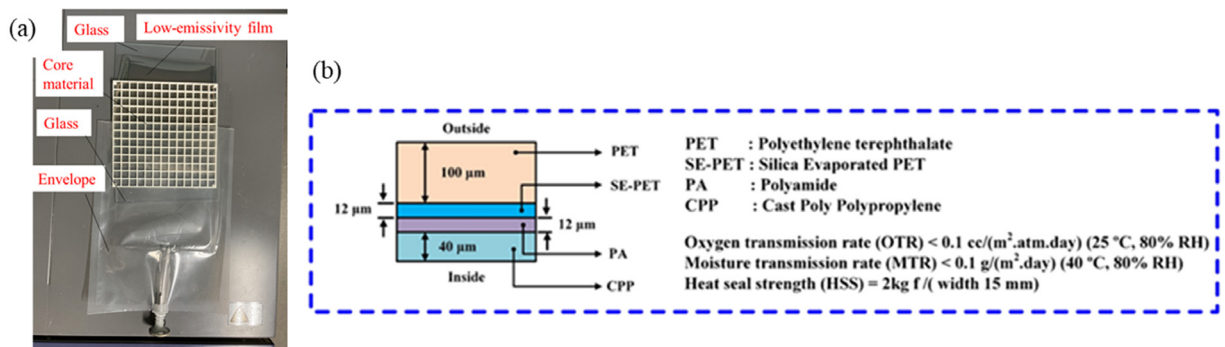 (a)
Glass
Low-emissivity film
Core
material
Glass
Envelope
(b)
Outside
PET
100 μm
SE-PET
12 μm
12 μm
PA
40 μm
Inside
CPP
PET : Polyethylene terephthalate
SE-PET : Silica Evaporated PET
PA : Polyamide
CPP : Cast Poly Polypropylene
Oxygen transmission rate (OTR) < 0.1 cc/(m².atm.day) (25 °C, 80% RH)
Moisture transmission rate (MTR) < 0.1 g/(m².day) (40 °C, 80% RH)
Heat seal strength (HSS) = 2kg f /( width 15 mm)